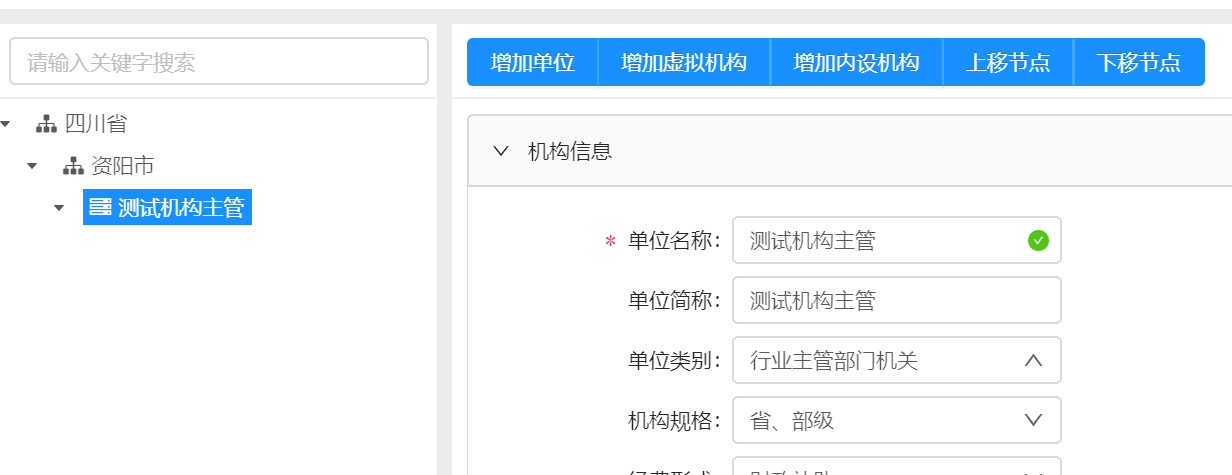 请输入关键字搜索
四川省
资阳市
测试机构主管
增加单位 增加虚拟机构 增加内设机构 上移节点 下移节点
机构信息
* 单位名称: 测试机构主管
单位简称: 测试机构主管
单位类别: 行业主管部门机关
机构规格: 省、部级